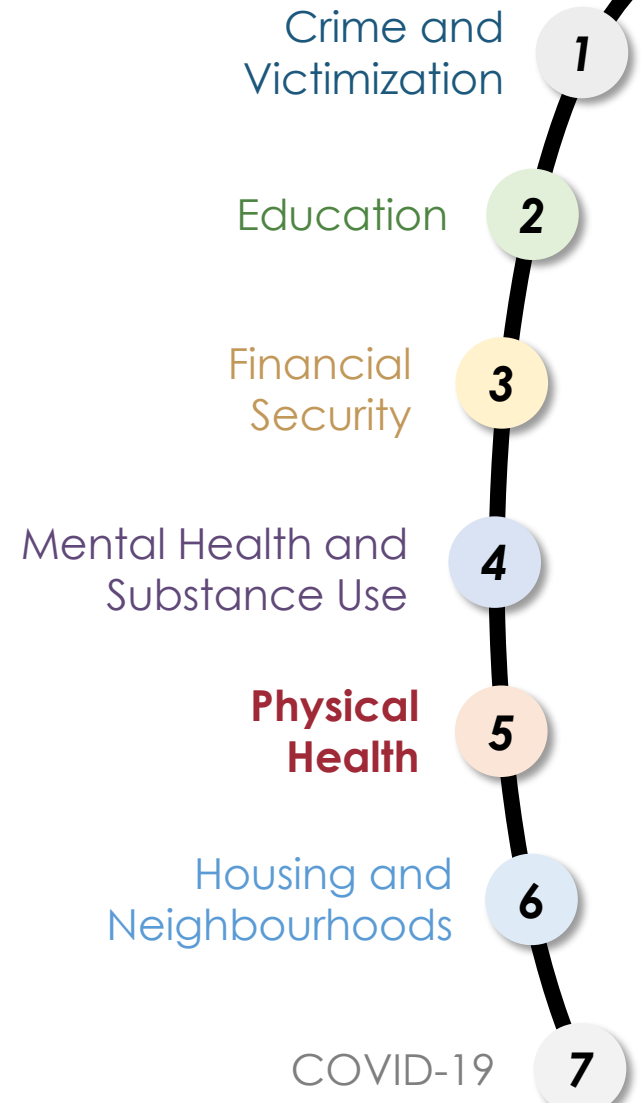 Crime and
Victimization
1
Education
2
Financial
Security
3
Mental Health and
Substance Use
4
Physical
Health
5
Housing and
Neighbourhoods
6
COVID-19
7